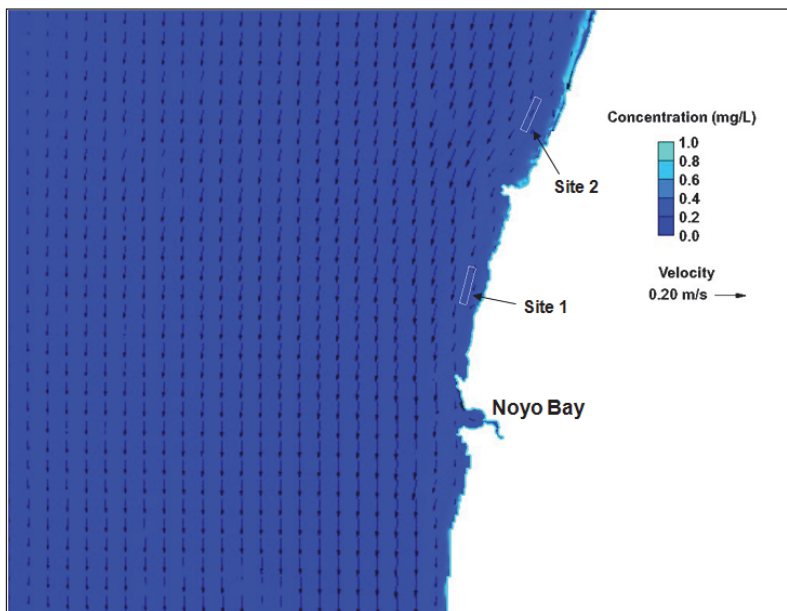 Concentration (mg/L)
1.0
0.8
0.6
0.4
0.2
0.0
Site 2
Velocity
0.20 m/s
Site 1
Noyo Bay